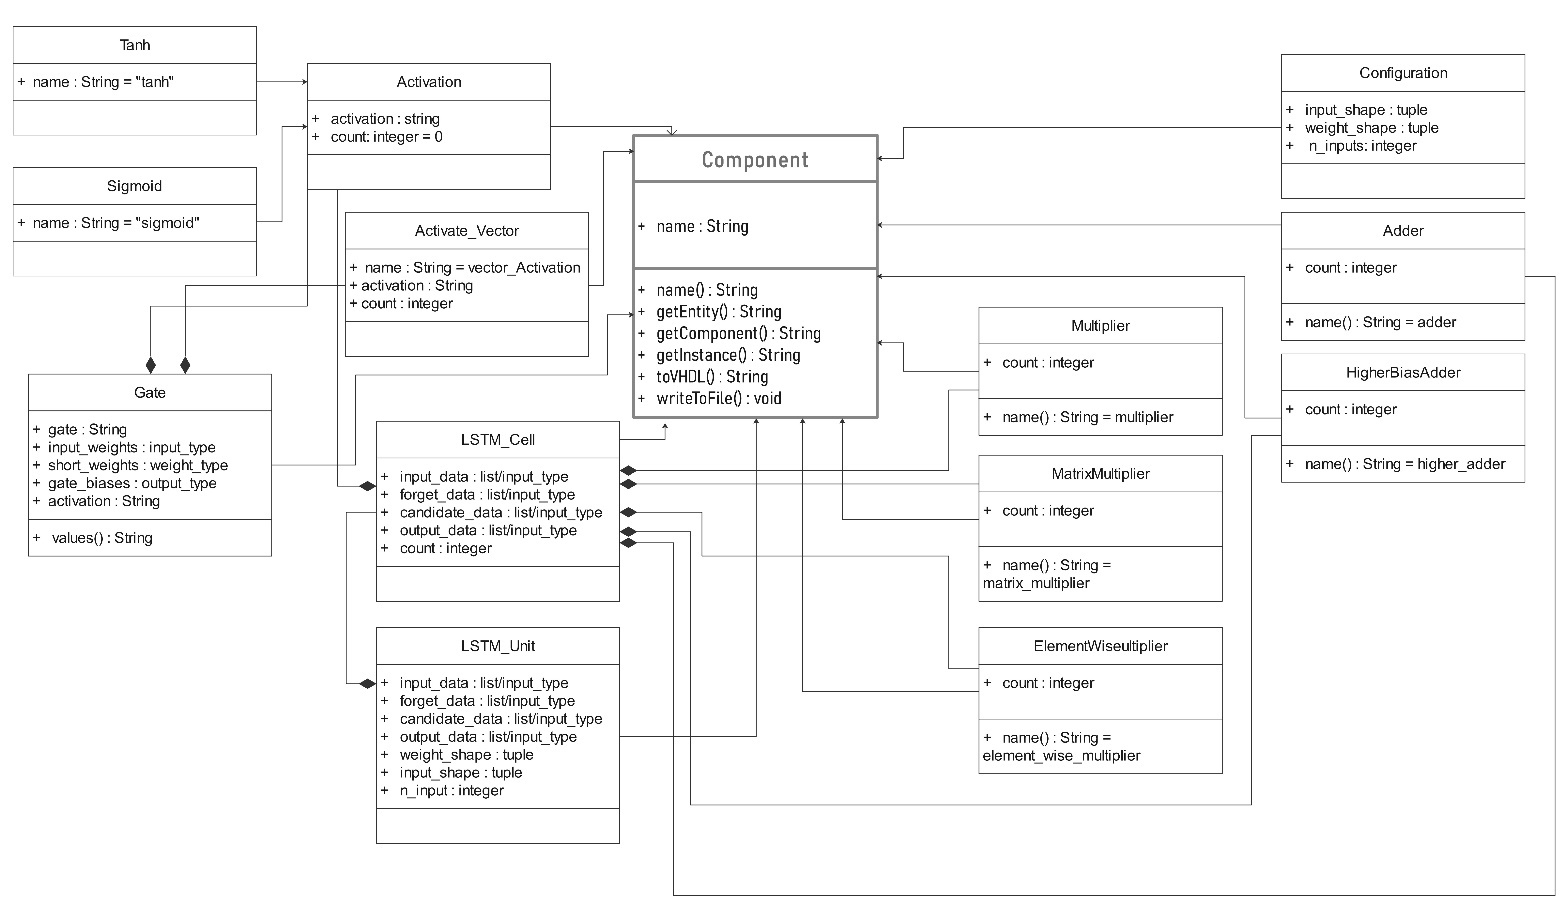 Tanh
+ name : String = "tanh"
Sigmoid
+ name : String = "sigmoid"
Activation
+ activation : string
+ count: integer = 0
Activate_Vector
+ name : String = vector_Activation
+ activation : String
+ count : integer
Gate
+ gate : String
+ input_weights : input_type
+ short_weights : weight_type
+ gate_biases : output_type
+ activation : String
+ values() : String
Component
+ name : String
+ name() : String
+ getEntity() : String
+ getComponent() : String
+ getInstance() : String
+ toVHDL() : String
+ writeToFile() : void
LSTM_Cell
+ input_data : list/input_type
+ forget_data : list/input_type
+ candidate_data : list/input_type
+ output_data : list/input_type
+ count : integer
LSTM_Unit
+ input_data : list/input_type
+ forget_data : list/input_type
+ candidate_data : list/input_type
+ output_data : list/input_type
+ weight_shape : tuple
+ input_shape : tuple
+ n_input : integer
Multiplier
+ count : integer
+ name() : String = multiplier
MatrixMultiplier
+ count : integer
+ name() : String =
matrix_multiplier
ElementWiseultiplier
+ count : integer
+ name() : String =
element_wise_multiplier
Configuration
+ input_shape : tuple
+ weight_shape : tuple
+ n_inputs: integer
Adder
+ count : integer
+ name() : String = adder
HigherBiasAdder
+ count : integer
+ name() : String = higher_adder